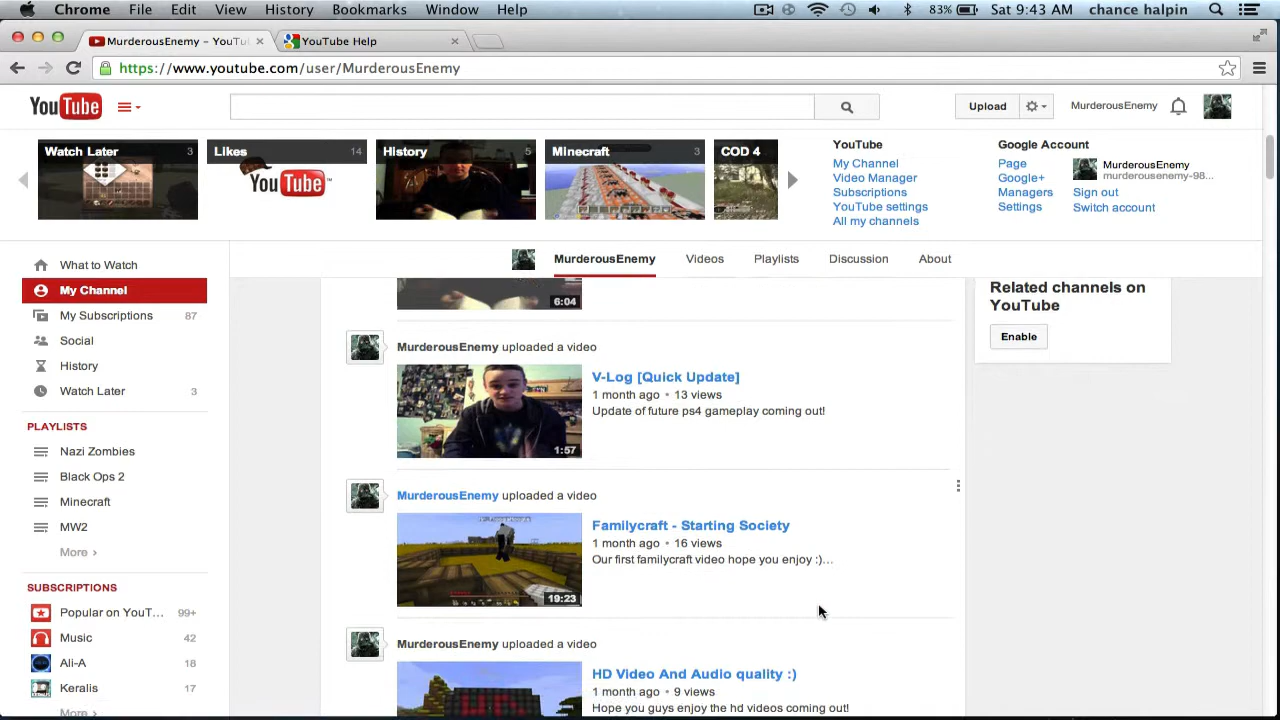 Chrome File Edit View History Bookmarks Window Help 83% Sat 9:43 AM chance halpin
MurderousEnemy – YouTu YouTube Help
https://www.youtube.com/user/MurderousEnemy
YouTube Upload MurderousEnemy
Watch Later 3 Likes 14 History 5 Minecraft 3 COD 4
YouTube
YouTube
My Channel
Video Manager
Subscriptions
YouTube settings
All my channels
Google Account
Page
Google+
Managers
Settings
MurderousEnemy
murderousenemy-98...
Sign out
Switch account
MurderousEnemy Videos Playlists Discussion About
What to Watch
My Channel
My Subscriptions 87
Social
History
Watch Later 3
PLAYLISTS
Nazi Zombies
Black Ops 2
Minecraft
MW2
More ›
SUBSCRIPTIONS
Popular on YouT... 99+
Music 42
Ali-A 18
Keralis 17
More ›
6:04
MurderousEnemy uploaded a video
1:57
V-Log [Quick Update]
1 month ago • 13 views
Update of future ps4 gameplay coming out!
MurderousEnemy uploaded a video
19:23
Familycraft - Starting Society
1 month ago • 16 views
Our first familycraft video hope you enjoy :)...
MurderousEnemy uploaded a video
HD Video And Audio quality :)
1 month ago • 9 views
Hope you guys enjoy the hd videos coming out!
Related channels on
YouTube
Enable